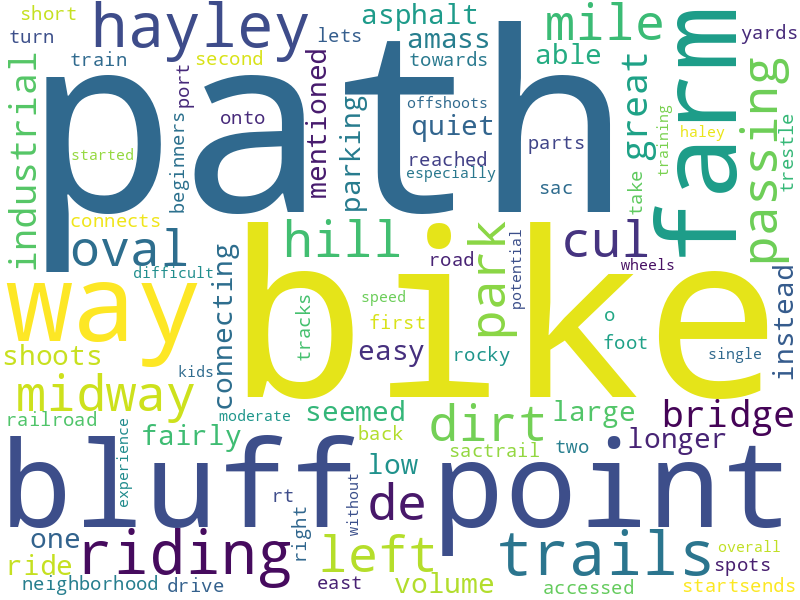 short
hayley
lets
asphalt
mile
turn
amass
yards
train
second
towards
able
path
farm
industrial
port
mentioned
parking
offshoots
great
passing
onto
quiet
training
haley
trestle
beginners
started
reached
parts
especially
sac
take
connects
oval
hill
park
cul
difficult
connecting
road
potential
wheels
instead
way
bike
speed
tracks
first
o
foot
shoots
easy
rocky
single
kids
midway
railroad
moderate
seemed
dirt
large
bridge
fairly
back
sactrail
two
longer
experience
bluff
low
point
rt
de
without
right
one
riding
left
trails
overall
ride
spots
neighborhood
drive
east
volume
accessed
startsends